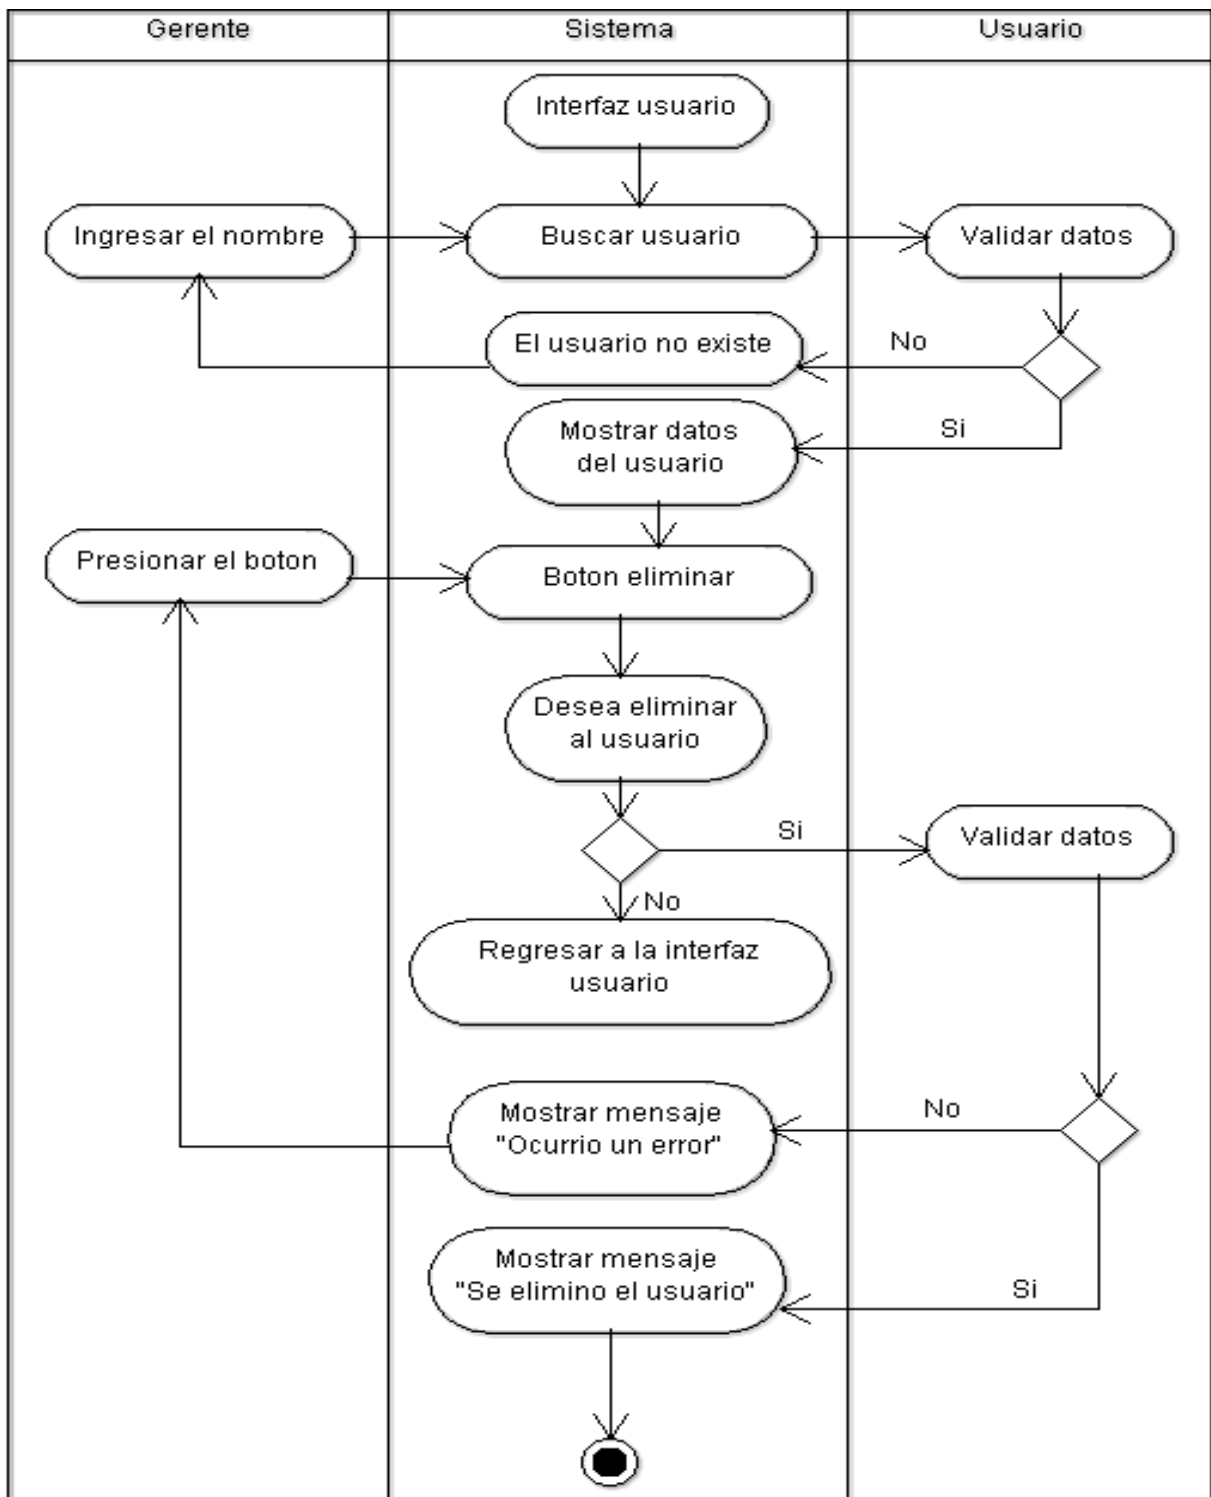 Gerente
Sistema
Usuario
Interfaz usuario
Ingresar el nombre
Buscar usuario
Validar datos
El usuario no existe
No
Mostrar datos
del usuario
Si
Presionar el boton
Boton eliminar
Desea eliminar
al usuario
Si
Validar datos
No
Regresar a la interfaz
usuario
Mostrar mensaje
"Ocurrio un error"
No
Mostrar mensaje
"Se elimino el usuario"
Si